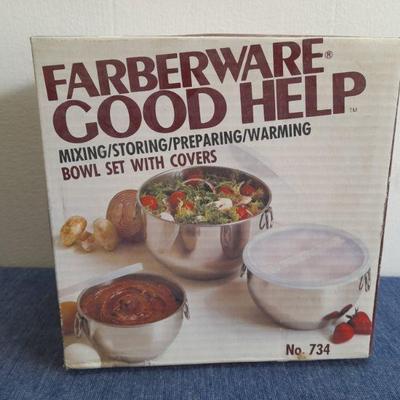 FARBERWARE®
GOOD HELP™
MIXING/STORING/PREPARING/WARMING
BOWL SET WITH COVERS
No. 734